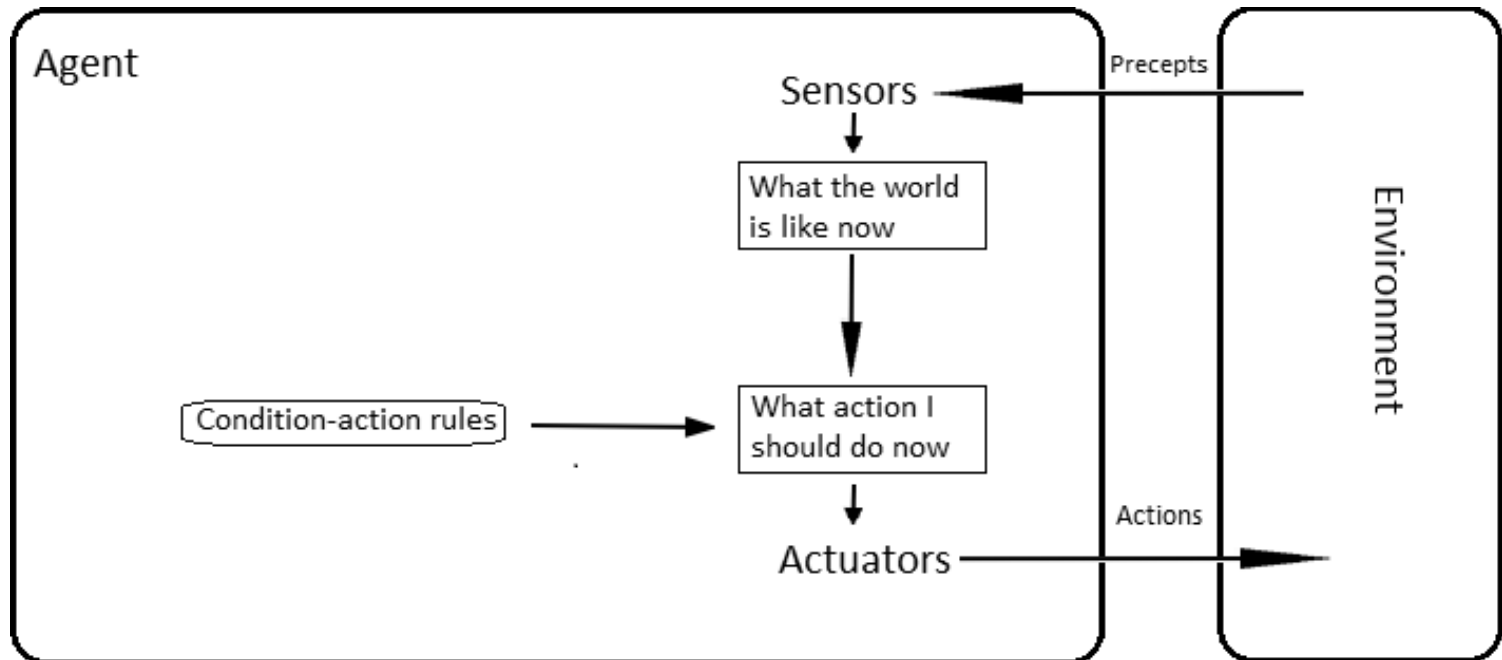 Agent
Precepts
Sensors
What the world
is like now
Environment
Condition-action rules
What action I
should do now
Actions
Actuators